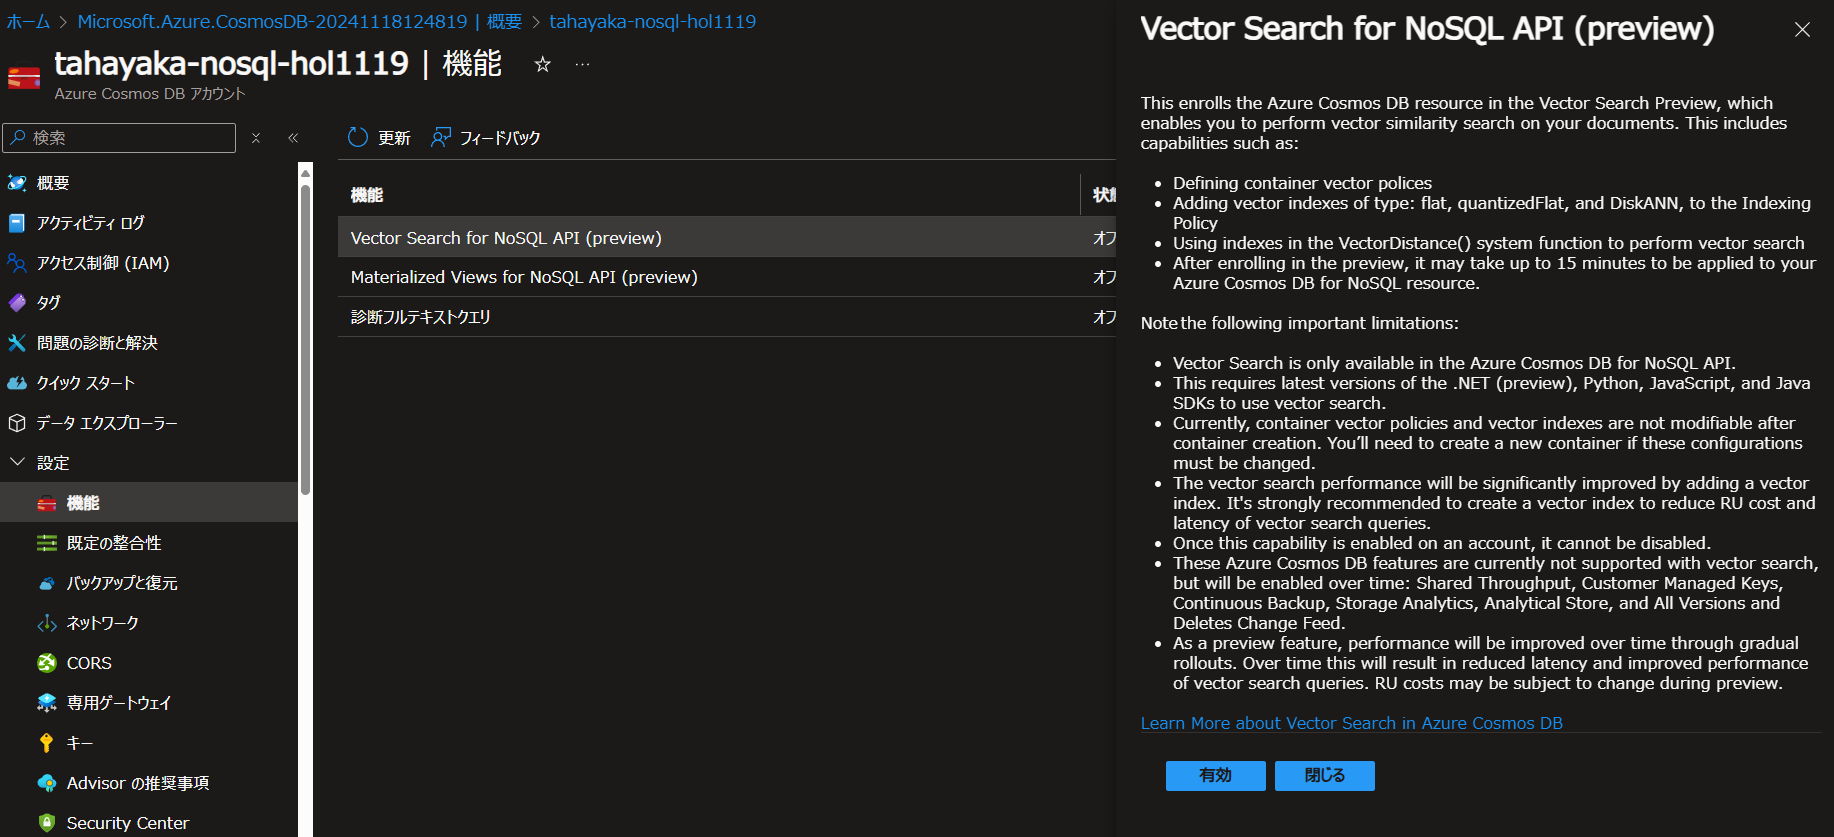 ホーム > Microsoft.Azure.CosmosDB-20241118124819 | 概要 > tahayaka-nosql-hol1119
tahayaka-nosql-hol1119 | 機能
Azure Cosmos DB アカウント
検索
概要
アクティビティ ログ
アクセス制御 (IAM)
タグ
問題の診断と解決
クイック スタート
データ エクスプローラー
設定
機能
既定の整合性
バックアップと復元
ネットワーク
CORS
専用ゲートウェイ
キー
Advisor の推奨事項
Security Center
更新 フィードバック
機能
Vector Search for NoSQL API (preview) オフ
Materialized Views for NoSQL API (preview) オフ
診断フルテキストクエリ オフ
Vector Search for NoSQL API (preview)
This enrolls the Azure Cosmos DB resource in the Vector Search Preview, which
enables you to perform vector similarity search on your documents. This includes
capabilities such as:
• Defining container vector polices
• Adding vector indexes of type: flat, quantizedFlat, and DiskANN, to the Indexing
Policy
• Using indexes in the VectorDistance() system function to perform vector search
• After enrolling in the preview, it may take up to 15 minutes to be applied to your
Azure Cosmos DB for NoSQL resource.
Note the following important limitations:
• Vector Search is only available in the Azure Cosmos DB for NoSQL API.
• This requires latest versions of the .NET (preview), Python, JavaScript, and Java
SDKs to use vector search.
• Currently, container vector policies and vector indexes are not modifiable after
container creation. You’ll need to create a new container if these configurations
must be changed.
• The vector search performance will be significantly improved by adding a vector
index. It's strongly recommended to create a vector index to reduce RU cost and
latency of vector search queries.
• Once this capability is enabled on an account, it cannot be disabled.
• These Azure Cosmos DB features are currently not supported with vector search,
but will be enabled over time: Shared Throughput, Customer Managed Keys,
Continuous Backup, Storage Analytics, Analytical Store, and All Versions and
Deletes Change Feed.
• As a preview feature, performance will be improved over time through gradual
rollouts. Over time this will result in reduced latency and improved performance
of vector search queries. RU costs may be subject to change during preview.
Learn More about Vector Search in Azure Cosmos DB
有効 閉じる